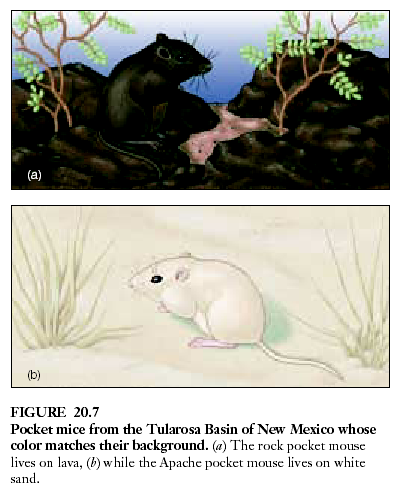 (a)
(b)
FIGURE 20.7
Pocket mice from the Tularosa Basin of New Mexico whose
color matches their background. (a) The rock pocket mouse
lives on lava, (b) while the Apache pocket mouse lives on white
sand.